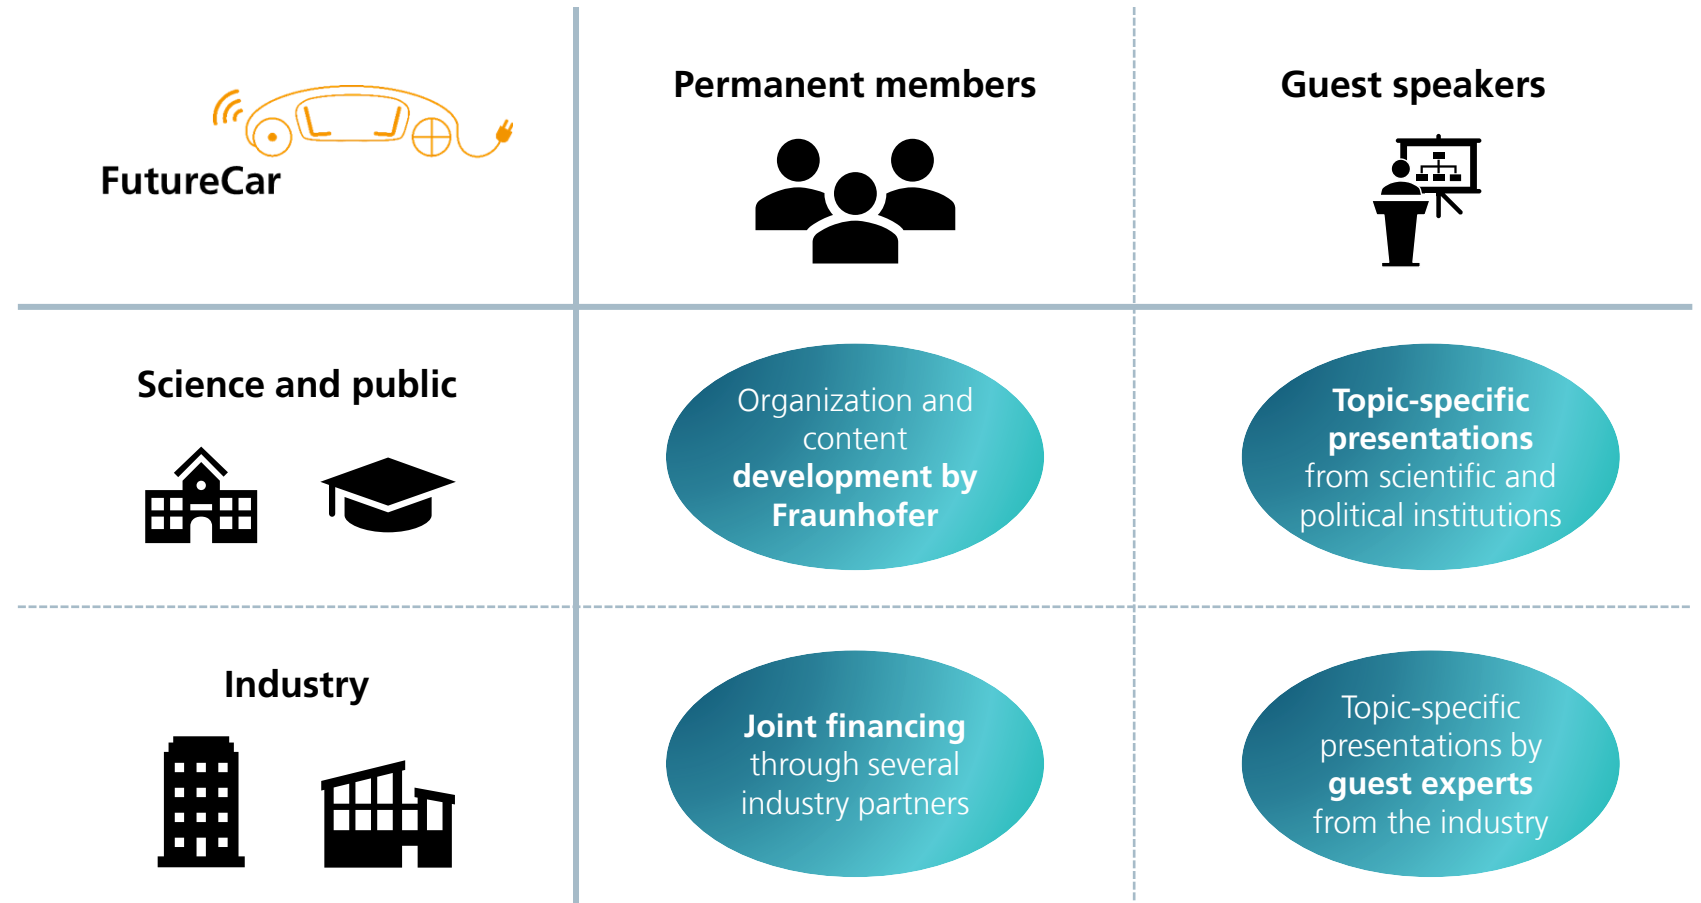 FutureCar
Permanent members
Guest speakers
Science and public
Organization and
content
development by
Fraunhofer
Topic-specific
presentations
from scientific and
political institutions
Industry
Joint financing
through several
industry partners
Topic-specific
presentations by
guest experts
from the industry